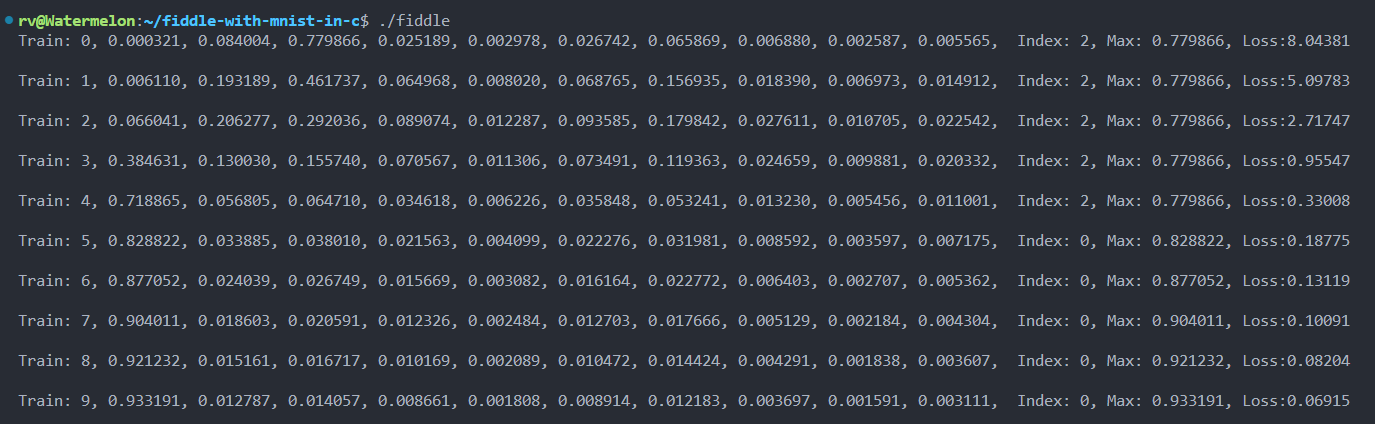 rv@Watermelon:~/fiddle-with-mnist-in-c$ ./fiddle
Train: 0, 0.000321, 0.084004, 0.779866, 0.025189, 0.002978, 0.026742, 0.065869, 0.006880, 0.002587, 0.005565,  Index: 2, Max: 0.779866, Loss:8.04381
Train: 1, 0.006110, 0.193189, 0.461737, 0.064968, 0.008020, 0.068765, 0.156935, 0.018390, 0.006973, 0.014912,  Index: 2, Max: 0.779866, Loss:5.09783
Train: 2, 0.066041, 0.206277, 0.292036, 0.089074, 0.012287, 0.093585, 0.179842, 0.027611, 0.010705, 0.022542,  Index: 2, Max: 0.779866, Loss:2.71747
Train: 3, 0.384631, 0.130030, 0.155740, 0.070567, 0.011306, 0.073491, 0.119363, 0.024659, 0.009881, 0.020332,  Index: 2, Max: 0.779866, Loss:0.95547
Train: 4, 0.718865, 0.056805, 0.064710, 0.034618, 0.006226, 0.035848, 0.053241, 0.013230, 0.005456, 0.011001,  Index: 2, Max: 0.779866, Loss:0.33008
Train: 5, 0.828822, 0.033885, 0.038010, 0.021563, 0.004099, 0.022276, 0.031981, 0.008592, 0.003597, 0.007175,  Index: 0, Max: 0.828822, Loss:0.18775
Train: 6, 0.877052, 0.024039, 0.026749, 0.015669, 0.003082, 0.016164, 0.022772, 0.006403, 0.002707, 0.005362,  Index: 0, Max: 0.877052, Loss:0.13119
Train: 7, 0.904011, 0.018603, 0.020591, 0.012326, 0.002484, 0.012703, 0.017666, 0.005129, 0.002184, 0.004304,  Index: 0, Max: 0.904011, Loss:0.10091
Train: 8, 0.921232, 0.015161, 0.016717, 0.010169, 0.002089, 0.010472, 0.014424, 0.004291, 0.001838, 0.003607,  Index: 0, Max: 0.921232, Loss:0.08204
Train: 9, 0.933191, 0.012787, 0.014057, 0.008661, 0.001808, 0.008914, 0.012183, 0.003697, 0.001591, 0.003111,  Index: 0, Max: 0.933191, Loss:0.06915